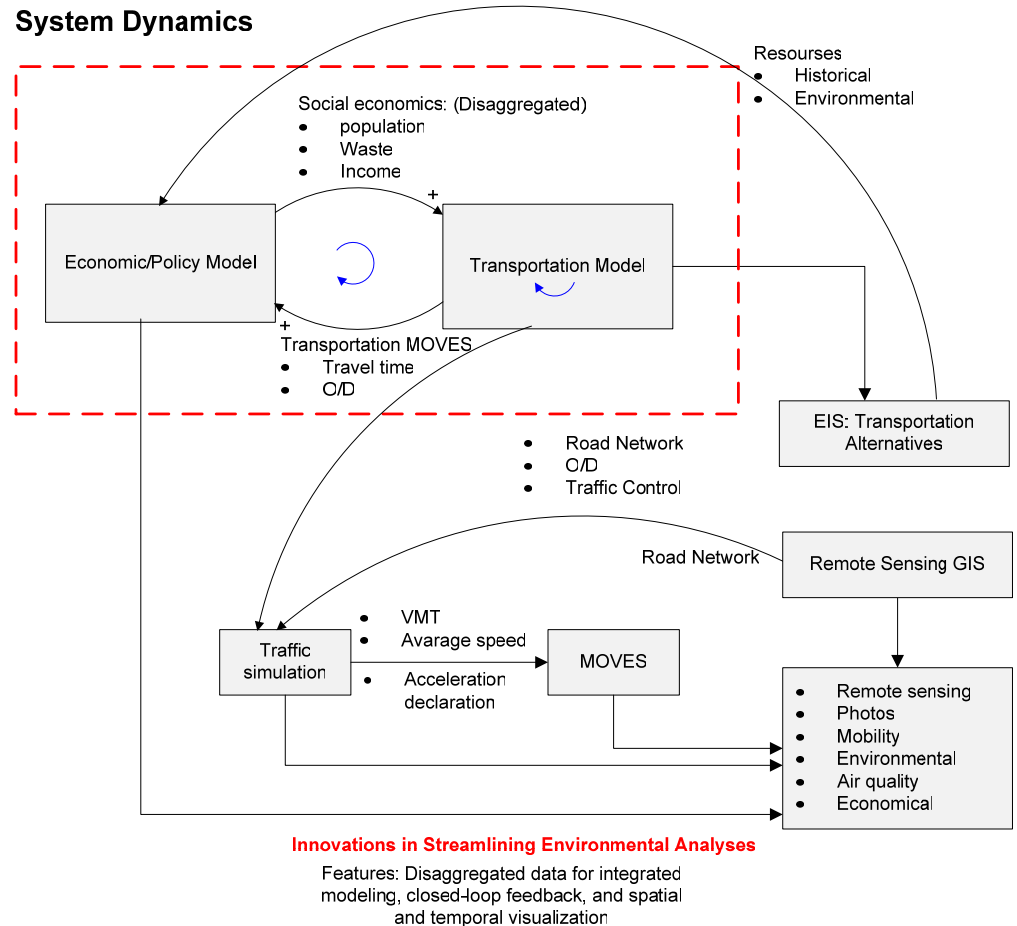 System Dynamics
Resourses
• Historical
• Environmental
Social economics: (Disaggregated)
• population
• Waste
• Income
+
Economic/Policy Model
Transportation Model
+
Transportation MOVES
• Travel time
• O/D
EIS: Transportation
Alternatives
• Road Network
• O/D
• Traffic Control
Road Network
Remote Sensing GIS
• VMT
• Avarage speed
• Acceleration
declaration
Traffic
simulation
MOVES
• Remote sensing
• Photos
• Mobility
• Environmental
• Air quality
• Economical
Innovations in Streamlining Environmental Analyses
Features: Disaggregated data for integrated
modeling, closed-loop feedback, and spatial
and temporal visualization